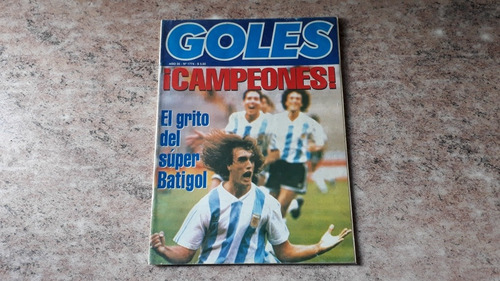 GOLES
¡CAMPEONES!
El grito
del
súper
Batigol